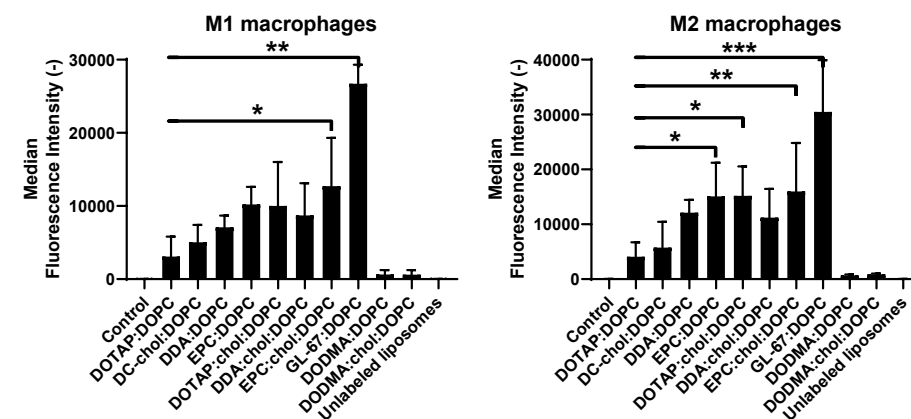 M1 macrophages
Median
Fluorescence Intensity (-)
30000
20000
10000
0
**
*
Control
DOTAP:DOPC
DC-chol:DOPC
DDA:DOPC
EPC:DOPC
DOTAP:chol:DOPC
DDA:chol:DOPC
EPC:chol:DOPC
GL-67:DOPC
DODMA:DOPC
DODMA:chol:DOPC
Unlabeled liposomes
M2 macrophages
Median
Fluorescence Intensity (-)
40000
30000
20000
10000
0
***
**
*
*
Control
DOTAP:DOPC
DC-chol:DOPC
DDA:DOPC
EPC:DOPC
DOTAP:chol:DOPC
DDA:chol:DOPC
EPC:chol:DOPC
GL-67:DOPC
DODMA:DOPC
DODMA:chol:DOPC
Unlabeled liposomes